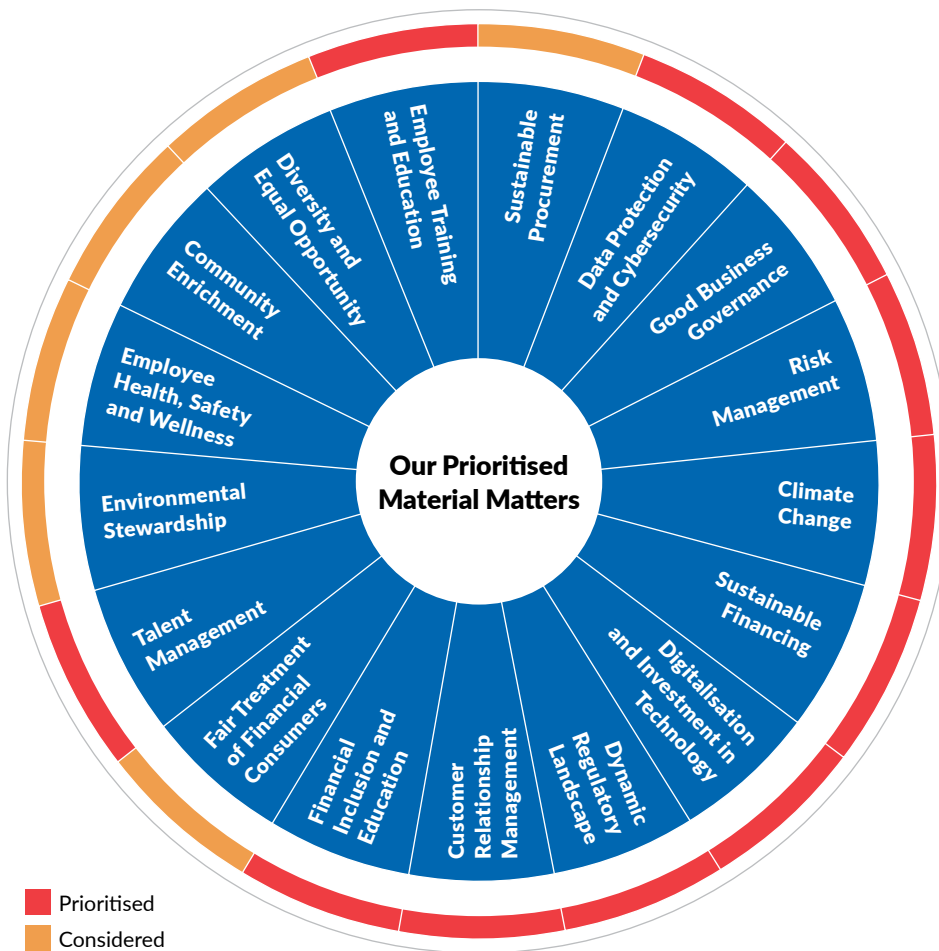 Our Prioritised
Material Matters
Sustainable
Procurement
Data Protection
and Cybersecurity
Good Business
Governance
Risk
Management
Climate
Change
Sustainable
Financing
Digitalisation
and Investment in
Technology
Dynamic
Regulatory
Landscape
Customer
Relationship
Management
Financial
Inclusion and
Education
Fair Treatment
of Financial
Consumers
Talent
Management
Environmental
Stewardship
Employee
Health, Safety
and Wellness
Community
Enrichment
Diversity and
Equal Opportunity
Employee Training
and Education
Prioritised
Considered